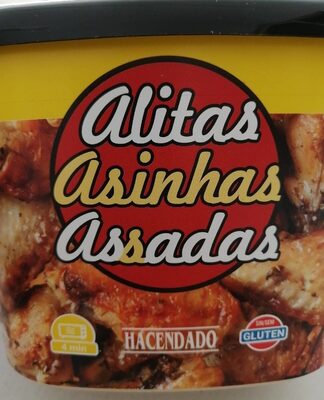 Alitas
Asinhas
Assadas
4 min
HACENDADO
SIN/SEM
GLUTEN